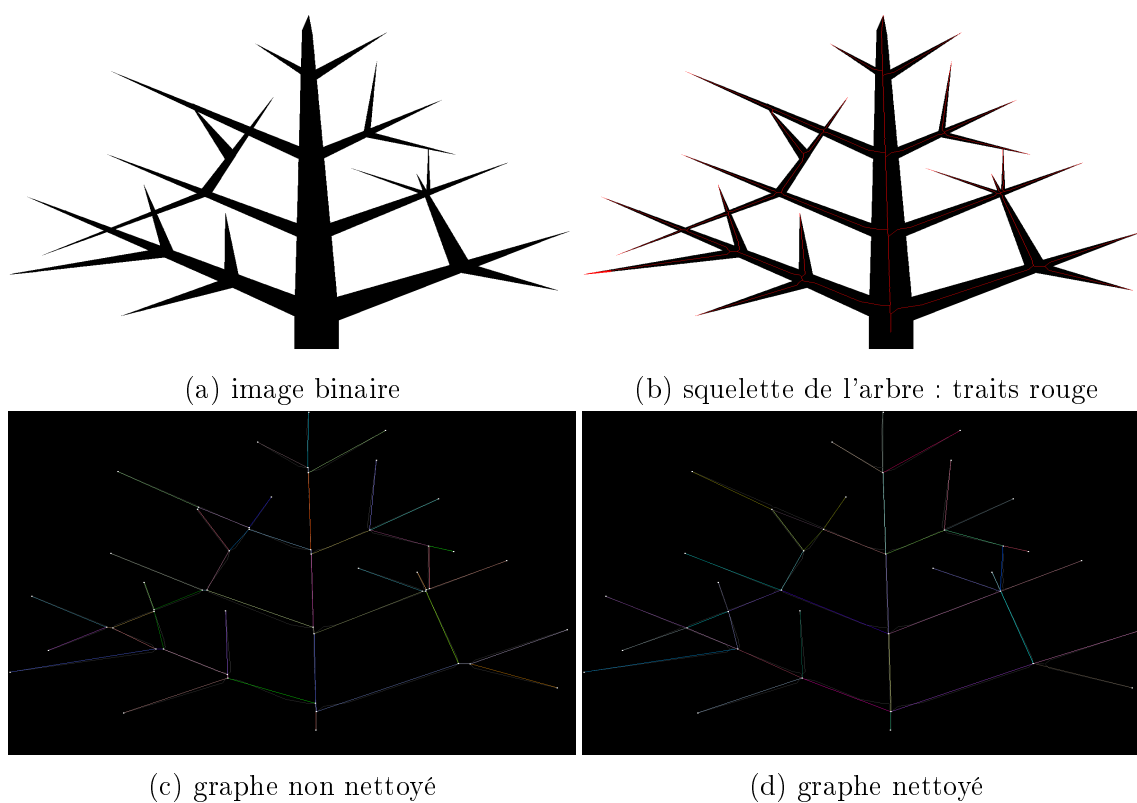 (a) image binaire
(b) squelette de l'arbre : traits rouge
(c) graphe non nettoyé
(d) graphe nettoyé